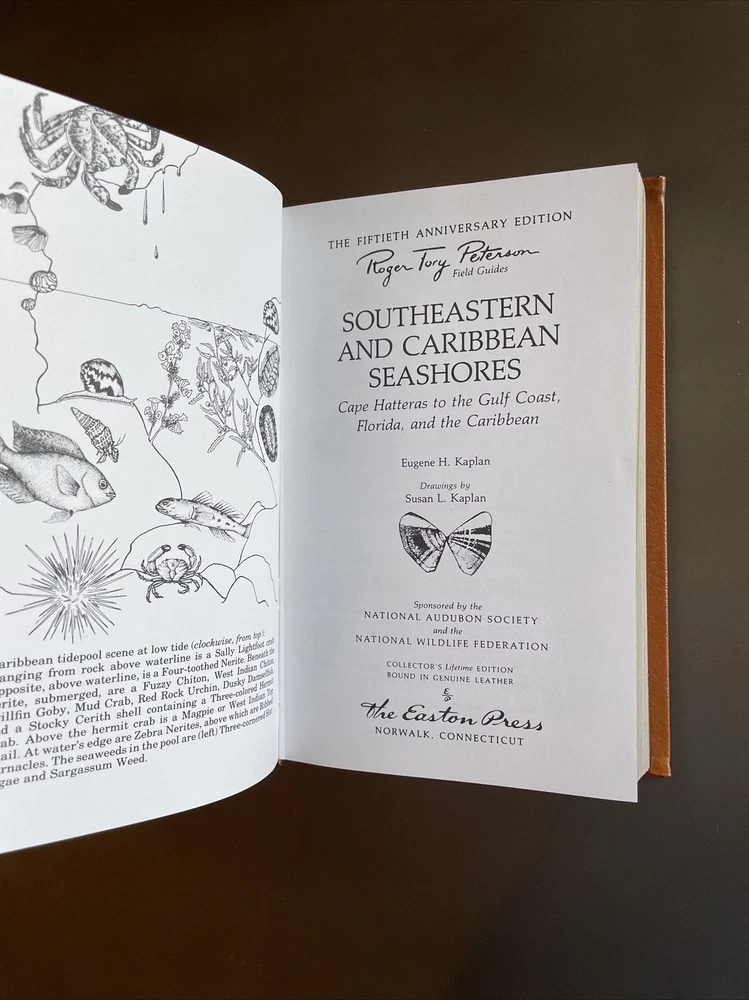 aribbean tidepool scene at low tide (clockwise, from top):
anging from rock above waterline is a Sally Lightfoot crab.
pposite, above waterline, is a Four-toothed Nerite. Beneath the
rite, submerged, are a Fuzzy Chiton, West Indian Chiton,
illfin Goby, Mud Crab, Red Rock Urchin, Dusky Damselfish,
d a Stocky Cerith shell containing a Three-colored Hermit
ab. Above the hermit crab is a Magpie or West Indian Top
ail. At water's edge are Zebra Nerites, above which are Ribbed
rnacles. The seaweeds in the pool are (left) Three-cornered
gae and Sargassum Weed.
THE FIFTIETH ANNIVERSARY EDITION
Roger Tory Peterson
Field Guides
SOUTHEASTERN
AND CARIBBEAN
SEASHORES
Cape Hatteras to the Gulf Coast,
Florida, and the Caribbean
Eugene H. Kaplan
Drawings by
Susan L. Kaplan
Sponsored by the
NATIONAL AUDUBON SOCIETY
and the
NATIONAL WILDLIFE FEDERATION
COLLECTOR'S Lifetime EDITION
BOUND IN GENUINE LEATHER
The Easton Press
NORWALK, CONNECTICUT